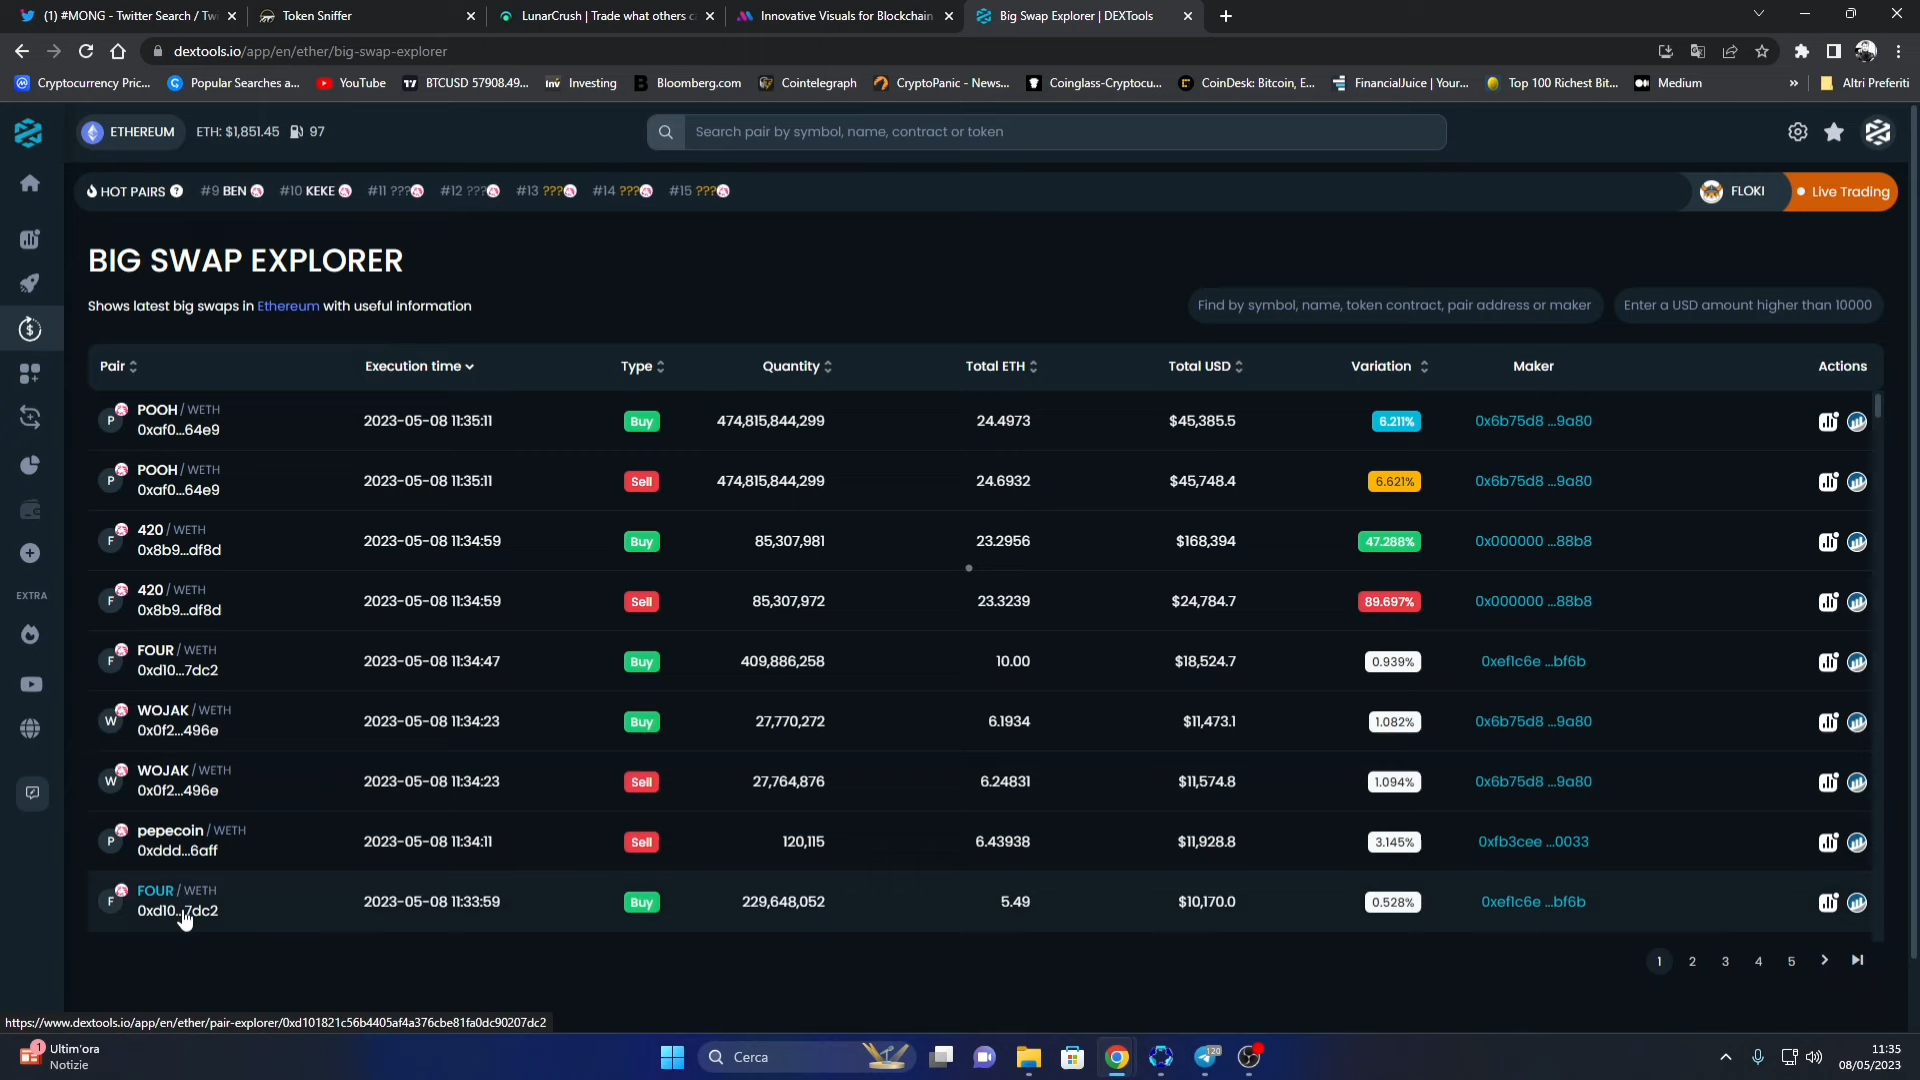 (1) #MONG - Twitter Search / Tw
Token Sniffer
LunarCrush | Trade what others c
Innovative Visuals for Blockchain
Big Swap Explorer | DEXTools
dextools.io/app/en/ether/big-swap-explorer
Cryptocurrency Pric...
Popular Searches a...
YouTube
BTCUSD 57908.49...
Investing
Bloomberg.com
Cointelegraph
CryptoPanic - News...
Coinglass-Cryptocu...
CoinDesk: Bitcoin, E...
FinancialJuice | Your...
Top 100 Richest Bit...
Medium
»
Altri Preferiti
ETHEREUM ETH: $1,851.45 97
Search pair by symbol, name, contract or token
HOT PAIRS ? #9 BEN #10 KEKE #11 ??? #12 ??? #13 ??? #14 ??? #15 ???
FLOKI
Live Trading
BIG SWAP EXPLORER
Shows latest big swaps in Ethereum with useful information
Find by symbol, name, token contract, pair address or maker
Enter a USD amount higher than 10000
Pair Execution time Type Quantity Total ETH Total USD Variation Maker Actions
P POOH / WETH
0xaf0...64e9
2023-05-08 11:35:11 Buy 474,815,844,299 24.4973 $45,385.5 6.211% 0x6b75d8 ...9a80
P POOH / WETH
0xaf0...64e9
2023-05-08 11:35:11 Sell 474,815,844,299 24.6932 $45,748.4 6.621% 0x6b75d8 ...9a80
F 420 / WETH
0x8b9...df8d
2023-05-08 11:34:59 Buy 85,307,981 23.2956 $168,394 47.288% 0x000000 ...88b8
F 420 / WETH
0x8b9...df8d
2023-05-08 11:34:59 Sell 85,307,972 23.3239 $24,784.7 89.697% 0x000000 ...88b8
F FOUR / WETH
0xd10...7dc2
2023-05-08 11:34:47 Buy 409,886,258 10.00 $18,524.7 0.939% 0xef1c6e ...bf6b
W WOJAK / WETH
0x0f2...496e
2023-05-08 11:34:23 Buy 27,770,272 6.1934 $11,473.1 1.082% 0x6b75d8 ...9a80
W WOJAK / WETH
0x0f2...496e
2023-05-08 11:34:23 Sell 27,764,876 6.24831 $11,574.8 1.094% 0x6b75d8 ...9a80
P pepecoin / WETH
0xddd...6aff
2023-05-08 11:34:11 Sell 120,115 6.43938 $11,928.8 3.145% 0xfb3cee ...0033
F FOUR / WETH
0xd10...7dc2
2023-05-08 11:33:59 Buy 229,648,052 5.49 $10,170.0 0.528% 0xef1c6e ...bf6b
EXTRA
1 2 3 4 5
https://www.dextools.io/app/en/ether/pair-explorer/0xd101821c56b4405af4a376cbe81fa0dc90207dc2
1
Ultim'ora
Notizie
Cerca
120
11:35
08/05/2023